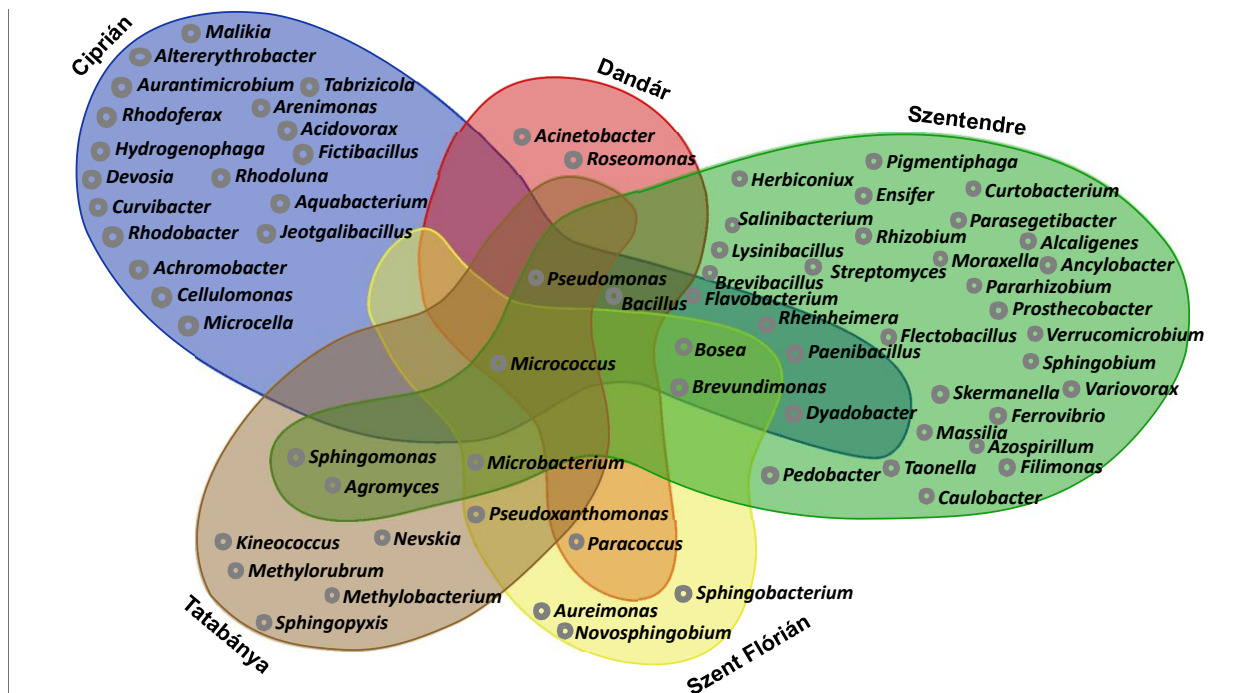 Ciprián
Malikia
Altererythrobacter
Aurantimicrobium
Tabrizicola
Rhodoferax
Arenimonas
Acidovorax
Hydrogenophaga
Fictibacillus
Devosia
Rhodoluna
Curvibacter
Aquabacterium
Rhodobacter
Jeotgalibacillus
Achromobacter
Cellulomonas
Microcella
Dandár
Acinetobacter
Roseomonas
Szentendre
Pigmentiphaga
Herbiconiux
Ensifer
Curtobacterium
Salinibacterium
Parasegetibacter
Rhizobium
Alcaligenes
Lysinibacillus
Moraxella
Ancylobacter
Streptomyces
Brevibacillus
Pararhizobium
Pseudomonas
Bacillus
Flavobacterium
Prosthecobacter
Rheinheimera
Flectobacillus
Verrucomicrobium
Bosea
Paenibacillus
Micrococcus
Sphingobium
Brevundimonas
Skermanella
Variovorax
Dyadobacter
Ferrovibrio
Massilia
Azospirillum
Sphingomonas
Microbacterium
Pedobacter
Taonella
Filimonas
Agromyces
Caulobacter
Pseudoxanthomonas
Kineococcus
Nevskia
Paracoccus
Methylorubrum
Methylobacterium
Sphingobacterium
Sphingopyxis
Aureimonas
Novosphingobium
Tatabánya
Szent Flórián